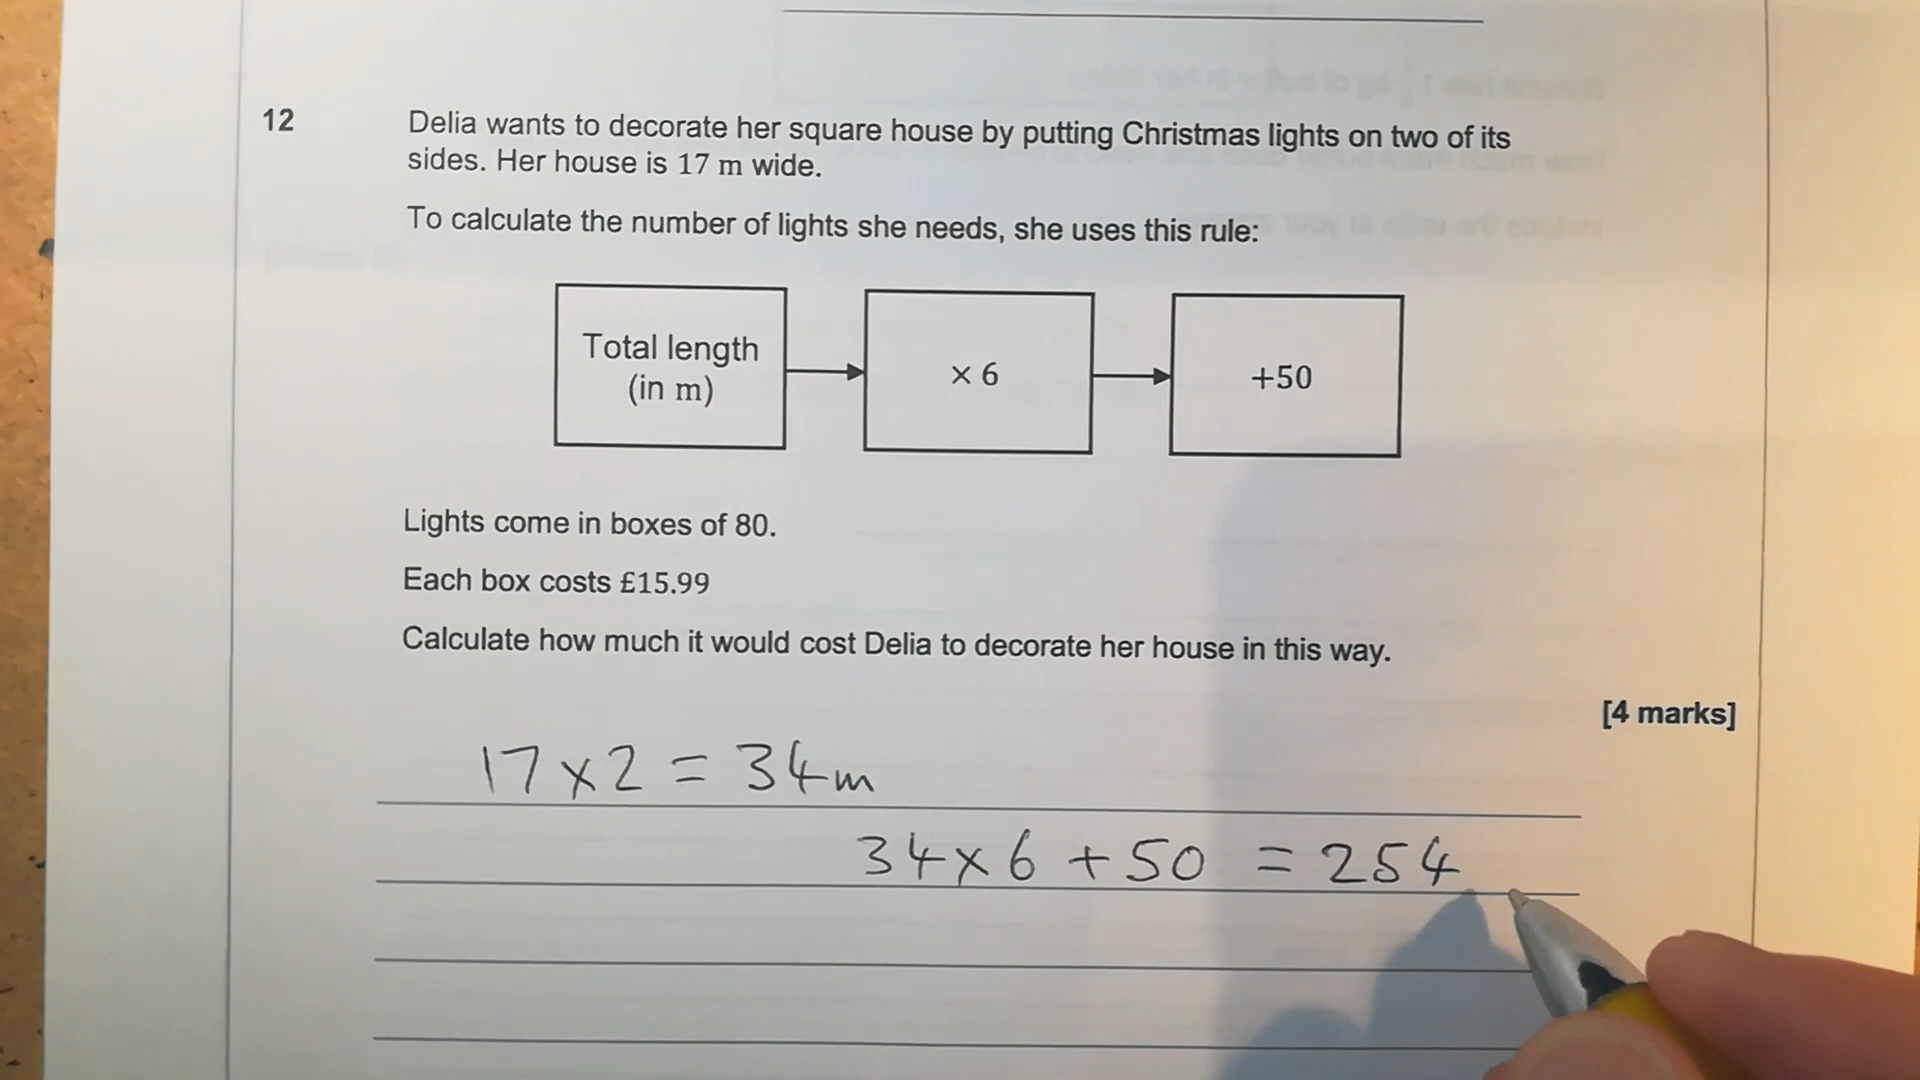 12
Delia wants to decorate her square house by putting Christmas lights on two of its
sides. Her house is 17 m wide.
To calculate the number of lights she needs, she uses this rule:
Total length
(in m)
× 6
+50
Lights come in boxes of 80.
Each box costs £15.99
Calculate how much it would cost Delia to decorate her house in this way.
[4 marks]
17 × 2 = 34m
34 × 6 + 50 = 254